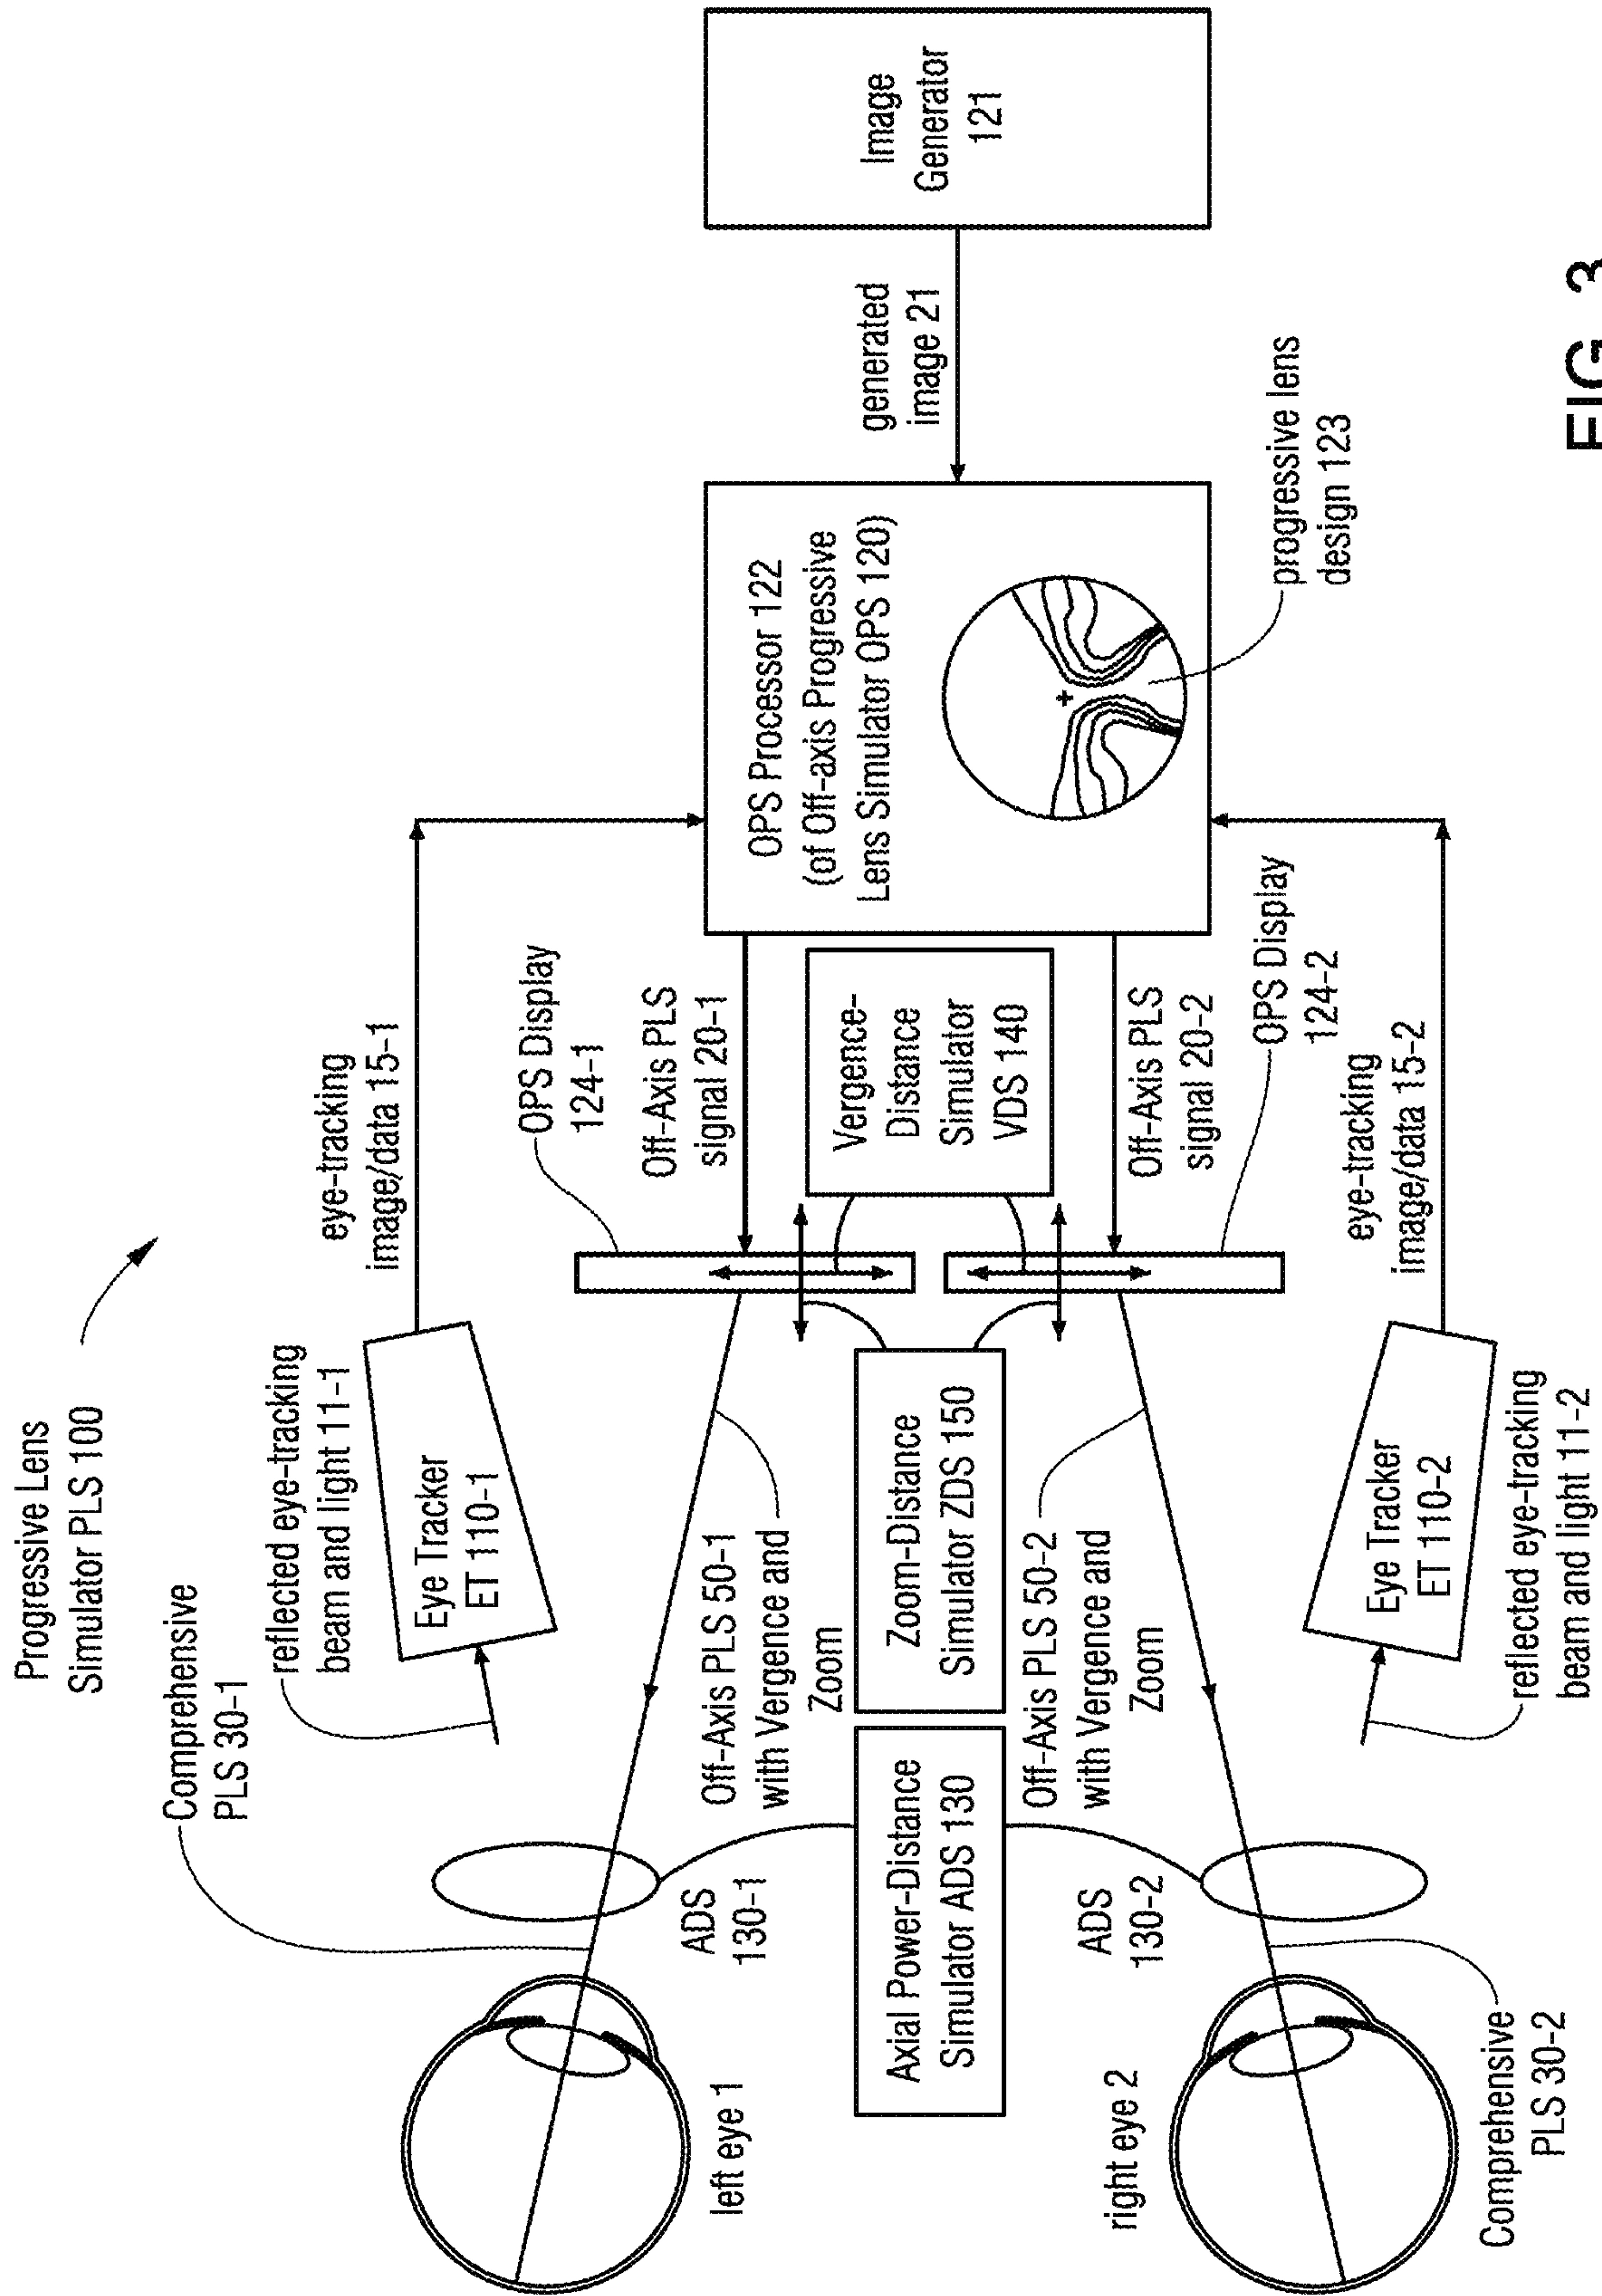 Progressive Lens
Simulator PLS 100
Comprehensive
PLS 30-1
reflected eye-tracking
beam and light 11-1
Eye Tracker
ET 110-1
eye-tracking
image/data 15-1
OPS Display
124-1
Off-Axis PLS
signal 20-1
left eye 1
ADS
130-1
Off-Axis PLS 50-1
with Vergence and
Zoom
Axial Power-Distance
Simulator ADS 130
Zoom-Distance
Simulator ZDS 150
Vergence-
Distance
Simulator
VDS 140
OPS Processor 122
(of Off-axis Progressive
Lens Simulator OPS 120)
generated
image 21
Image
Generator
121
right eye 2
ADS
130-2
Off-Axis PLS 50-2
with Vergence and
Zoom
Off-Axis PLS
signal 20-2
OPS Display
124-2
progressive lens
design 123
Eye Tracker
ET 110-2
eye-tracking
image/data 15-2
Comprehensive
PLS 30-2
reflected eye-tracking
beam and light 11-2
FIG. 3